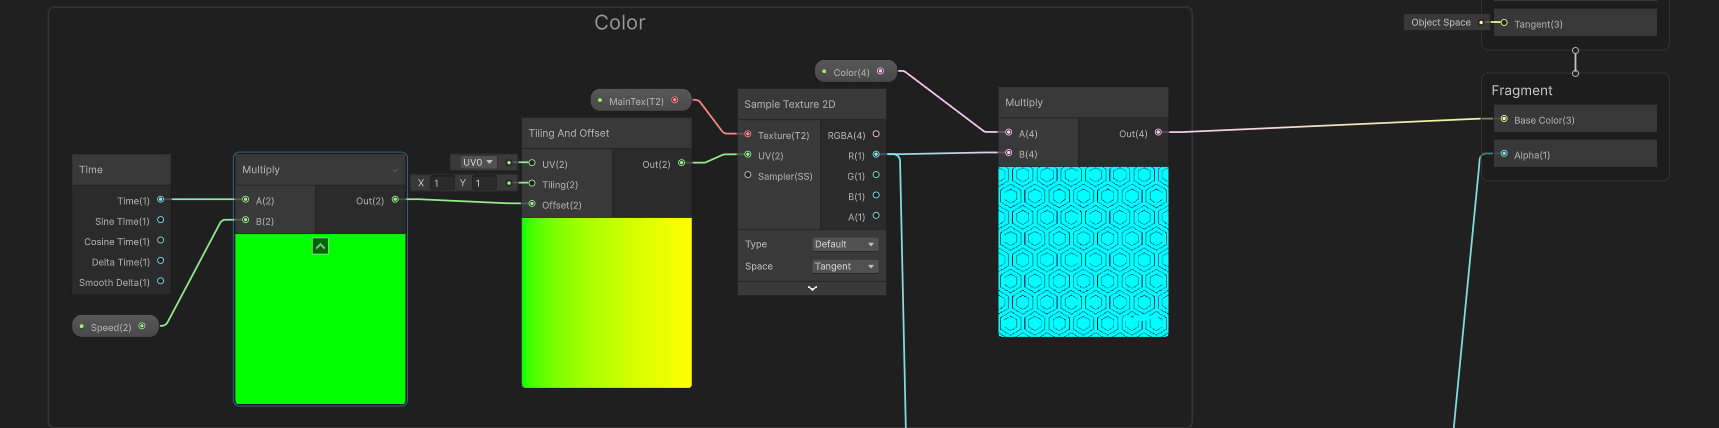 Color
Object Space
Tangent(3)
Color(4)
MainTex(T2)
Sample Texture 2D
Texture(T2)
RGBA(4)
UV(2)
R(1)
Sampler(SS)
G(1)
B(1)
A(1)
Type
Default
Space
Tangent
Multiply
A(4)
Out(4)
B(4)
Fragment
Base Color(3)
Alpha(1)
Tiling And Offset
UV0
UV(2)
Out(2)
X 1 Y 1
Tiling(2)
Offset(2)
Time
Time(1)
Sine Time(1)
Cosine Time(1)
Delta Time(1)
Smooth Delta(1)
Multiply
A(2)
Out(2)
B(2)
Speed(2)